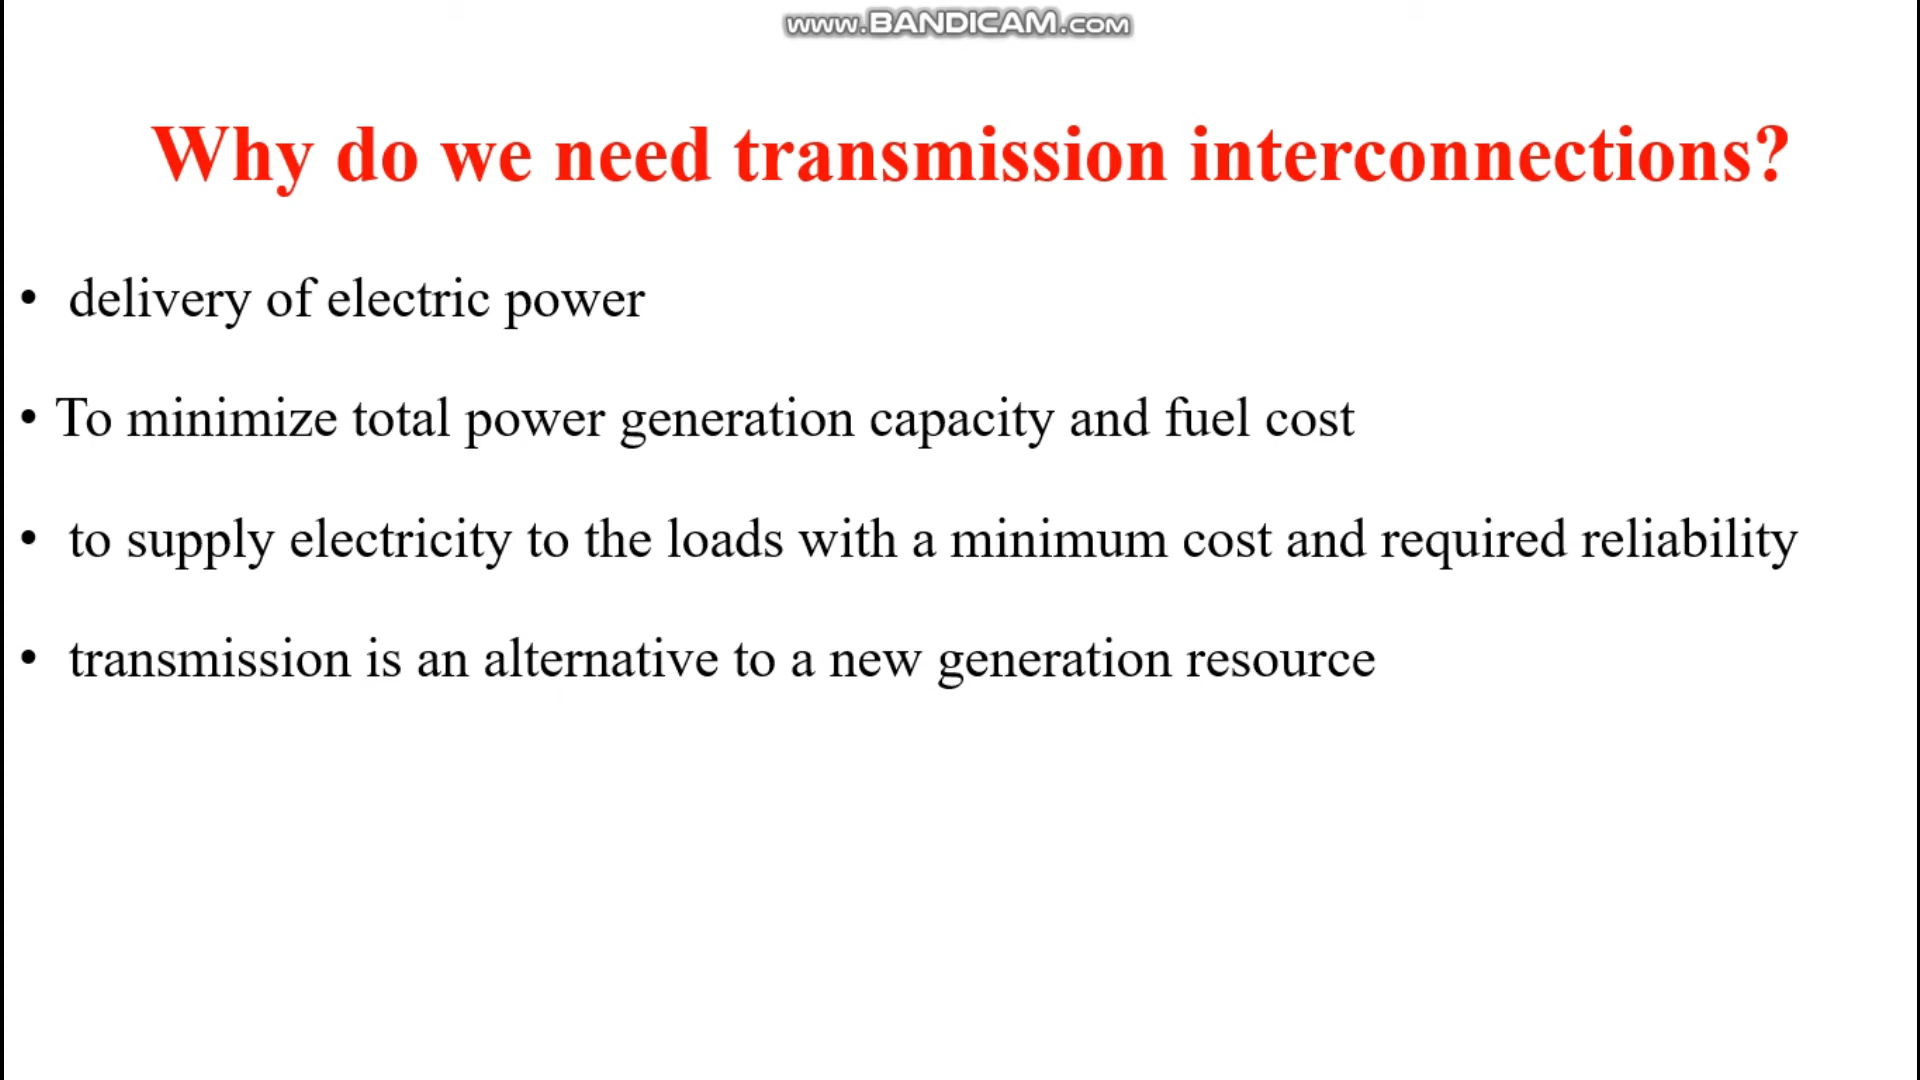 www.BANDICAM.com
Why do we need transmission interconnections?
• delivery of electric power
• To minimize total power generation capacity and fuel cost
• to supply electricity to the loads with a minimum cost and required reliability
• transmission is an alternative to a new generation resource